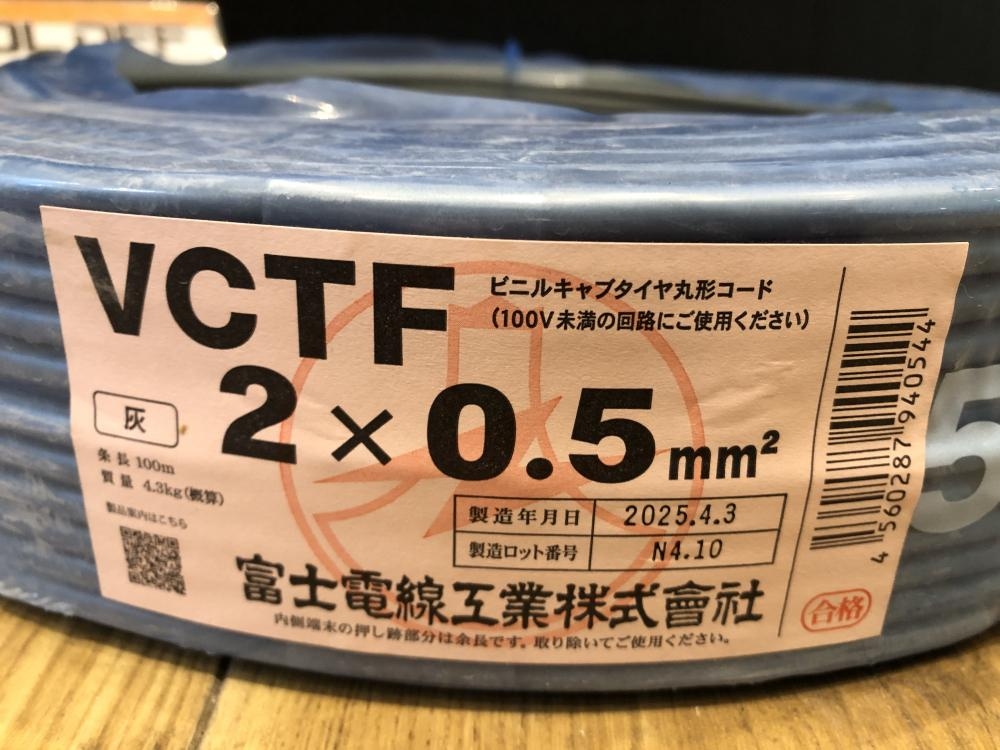 VCTF
ビニルキャブタイヤ丸形コード
(100V未満の回路にご使用ください)
2×0.5mm²
灰
条長 100m
質量 4.3kg(概算)
製品案内はこちら
製造年月日 2025.4.3
製造ロット番号 N4.10
富士電線工業株式會社
内側端末の押し跡部分は余長です。取り除いてご使用ください。
4560287940544
合格
5